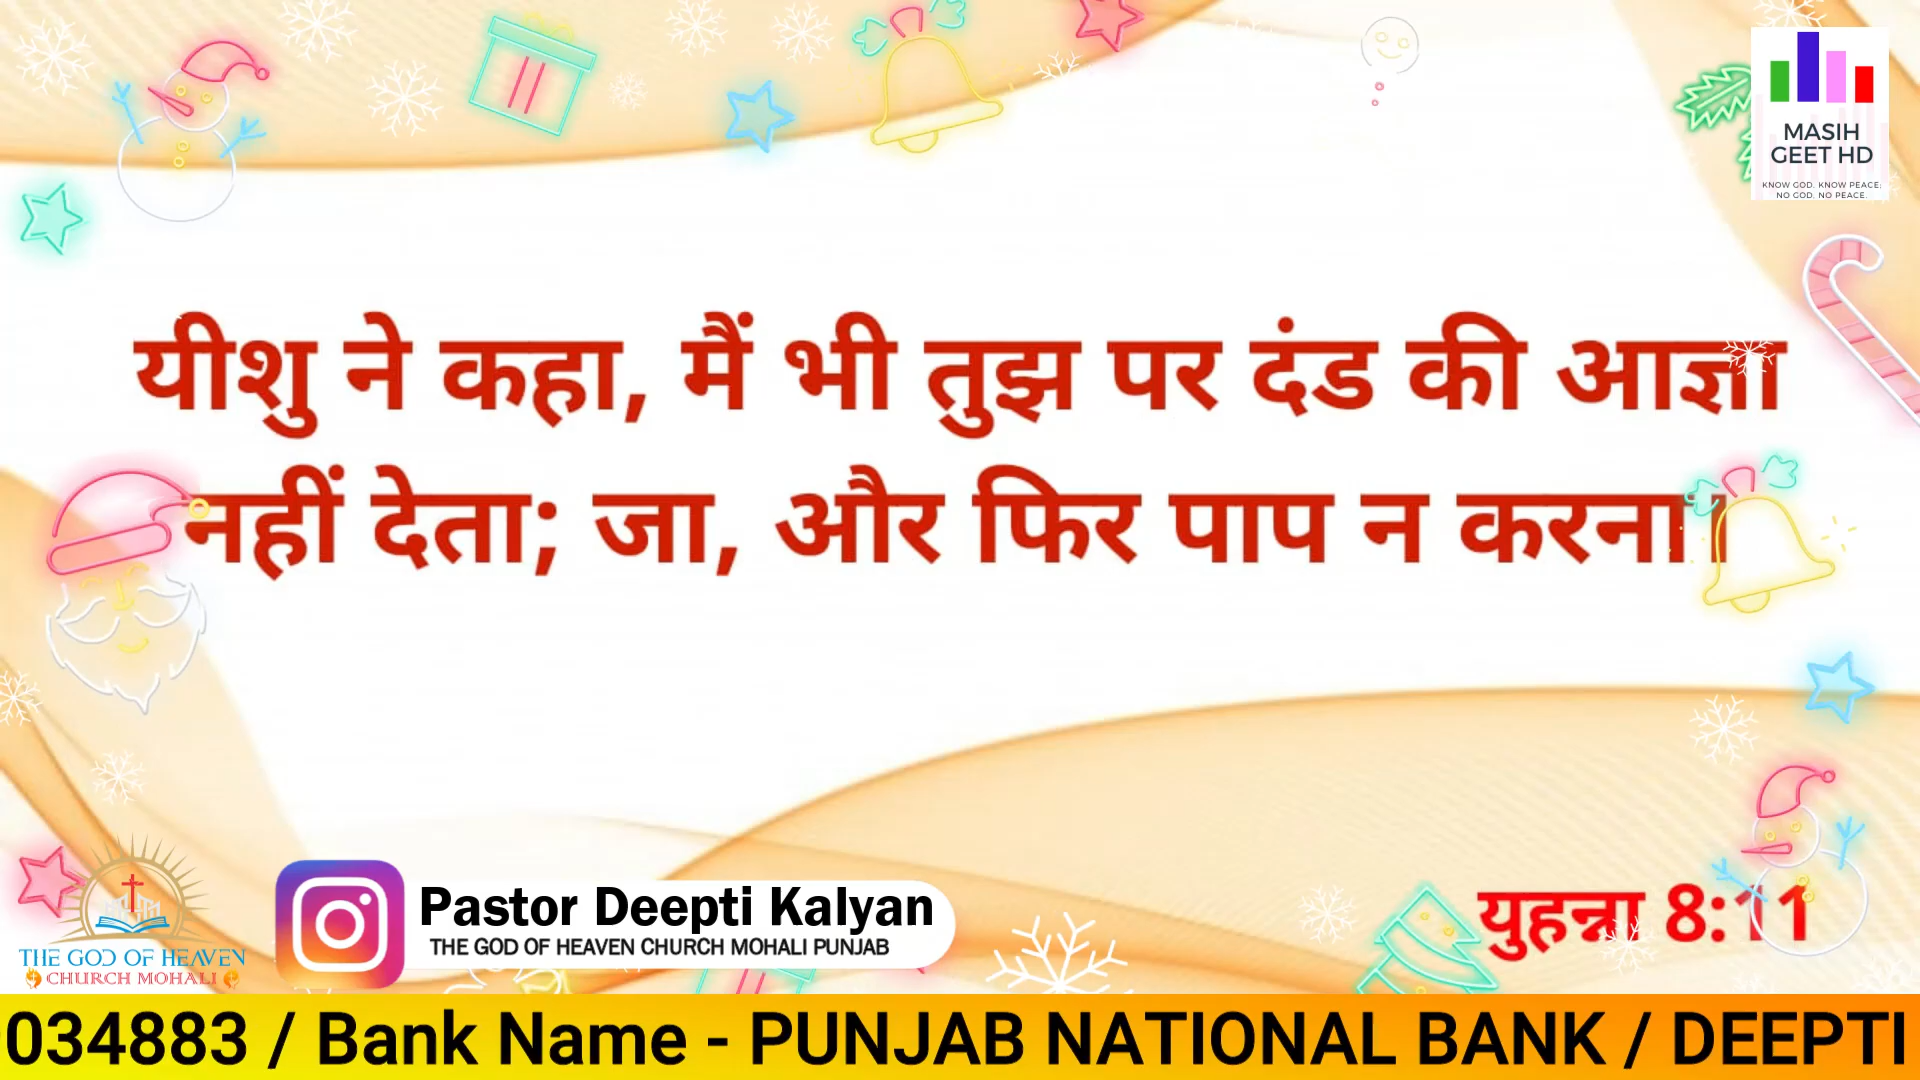 MASIH
GEET HD
KNOW GOD, KNOW PEACE;
NO GOD, NO PEACE.
यीशु ने कहा, मैं भी तुझ पर दंड की आज्ञा
नहीं देता; जा, और फिर पाप न करना।
युहन्ना 8:11
THE GOD OF HEAVEN
CHURCH MOHALI
Pastor Deepti Kalyan
THE GOD OF HEAVEN CHURCH MOHALI PUNJAB
034883 / Bank Name - PUNJAB NATIONAL BANK / DEEPTI